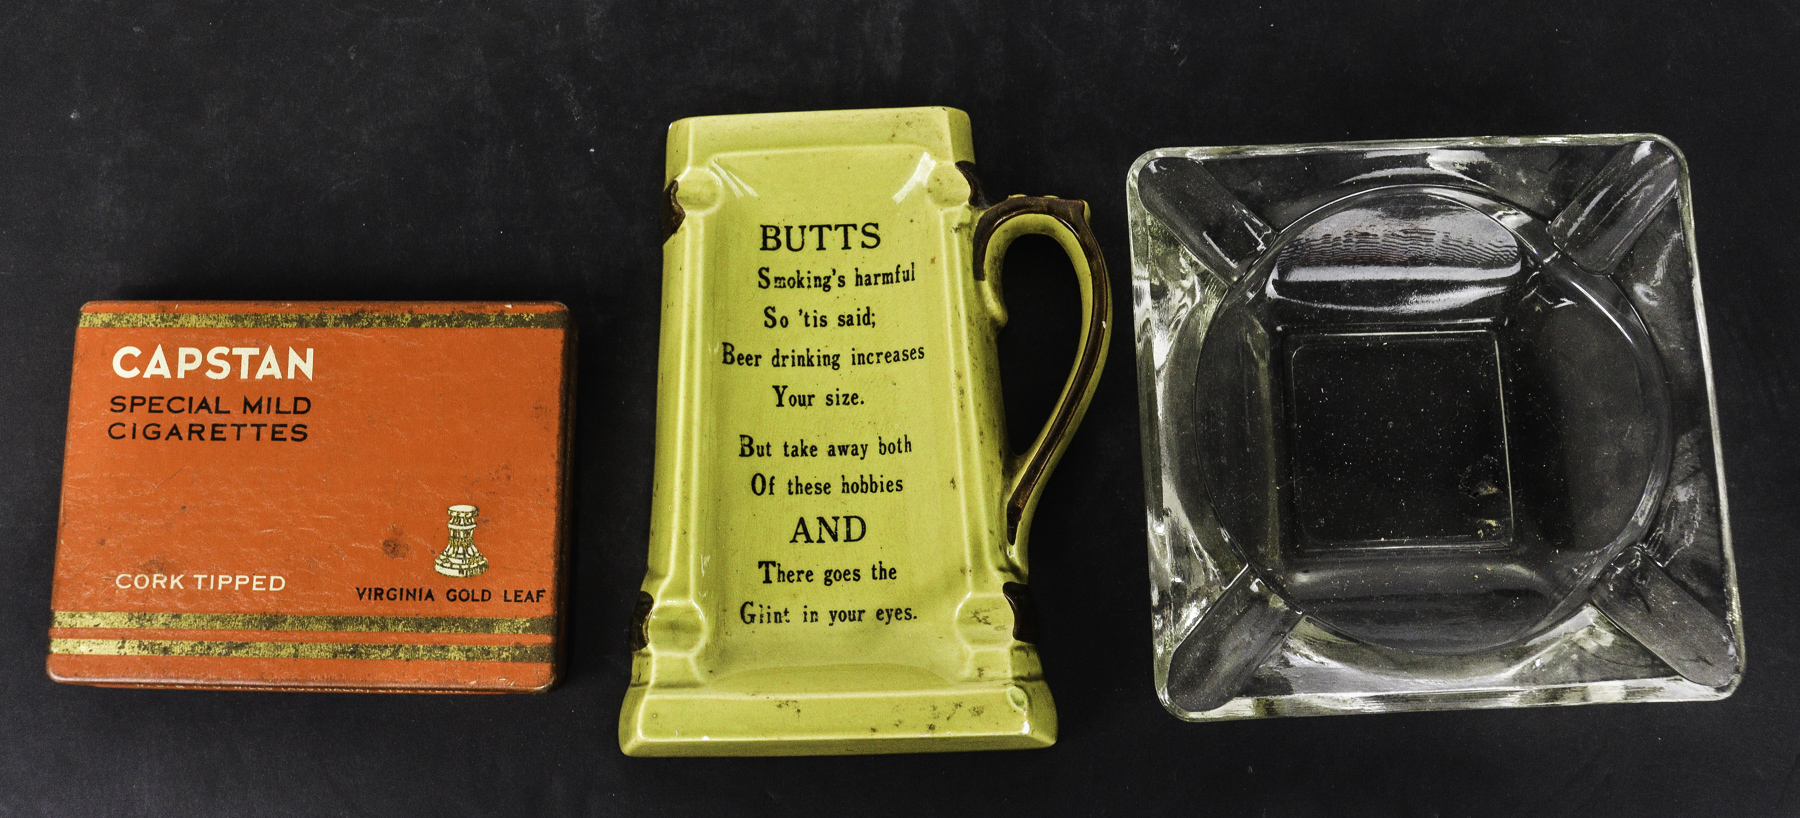 CAPSTAN
SPECIAL MILD
CIGARETTES
CORK TIPPED
VIRGINIA GOLD LEAF
BUTTS
Smoking's harmful
So 'tis said;
Beer drinking increases
Your size.
But take away both
Of these hobbies
AND
There goes the
Glint in your eyes.